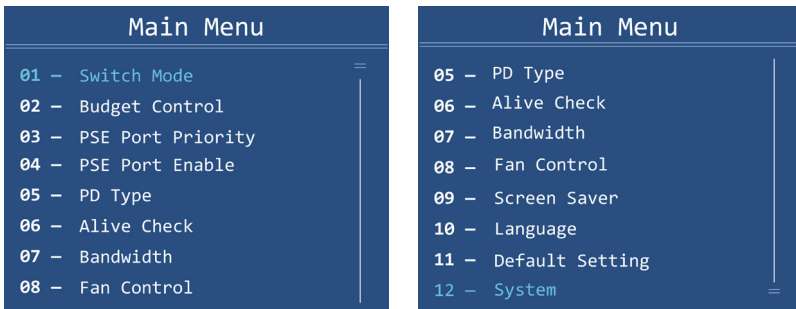 Main Menu
01 — Switch Mode
02 — Budget Control
03 — PSE Port Priority
04 — PSE Port Enable
05 — PD Type
06 — Alive Check
07 — Bandwidth
08 — Fan Control
Main Menu
05 — PD Type
06 — Alive Check
07 — Bandwidth
08 — Fan Control
09 — Screen Saver
10 — Language
11 — Default Setting
12 — System